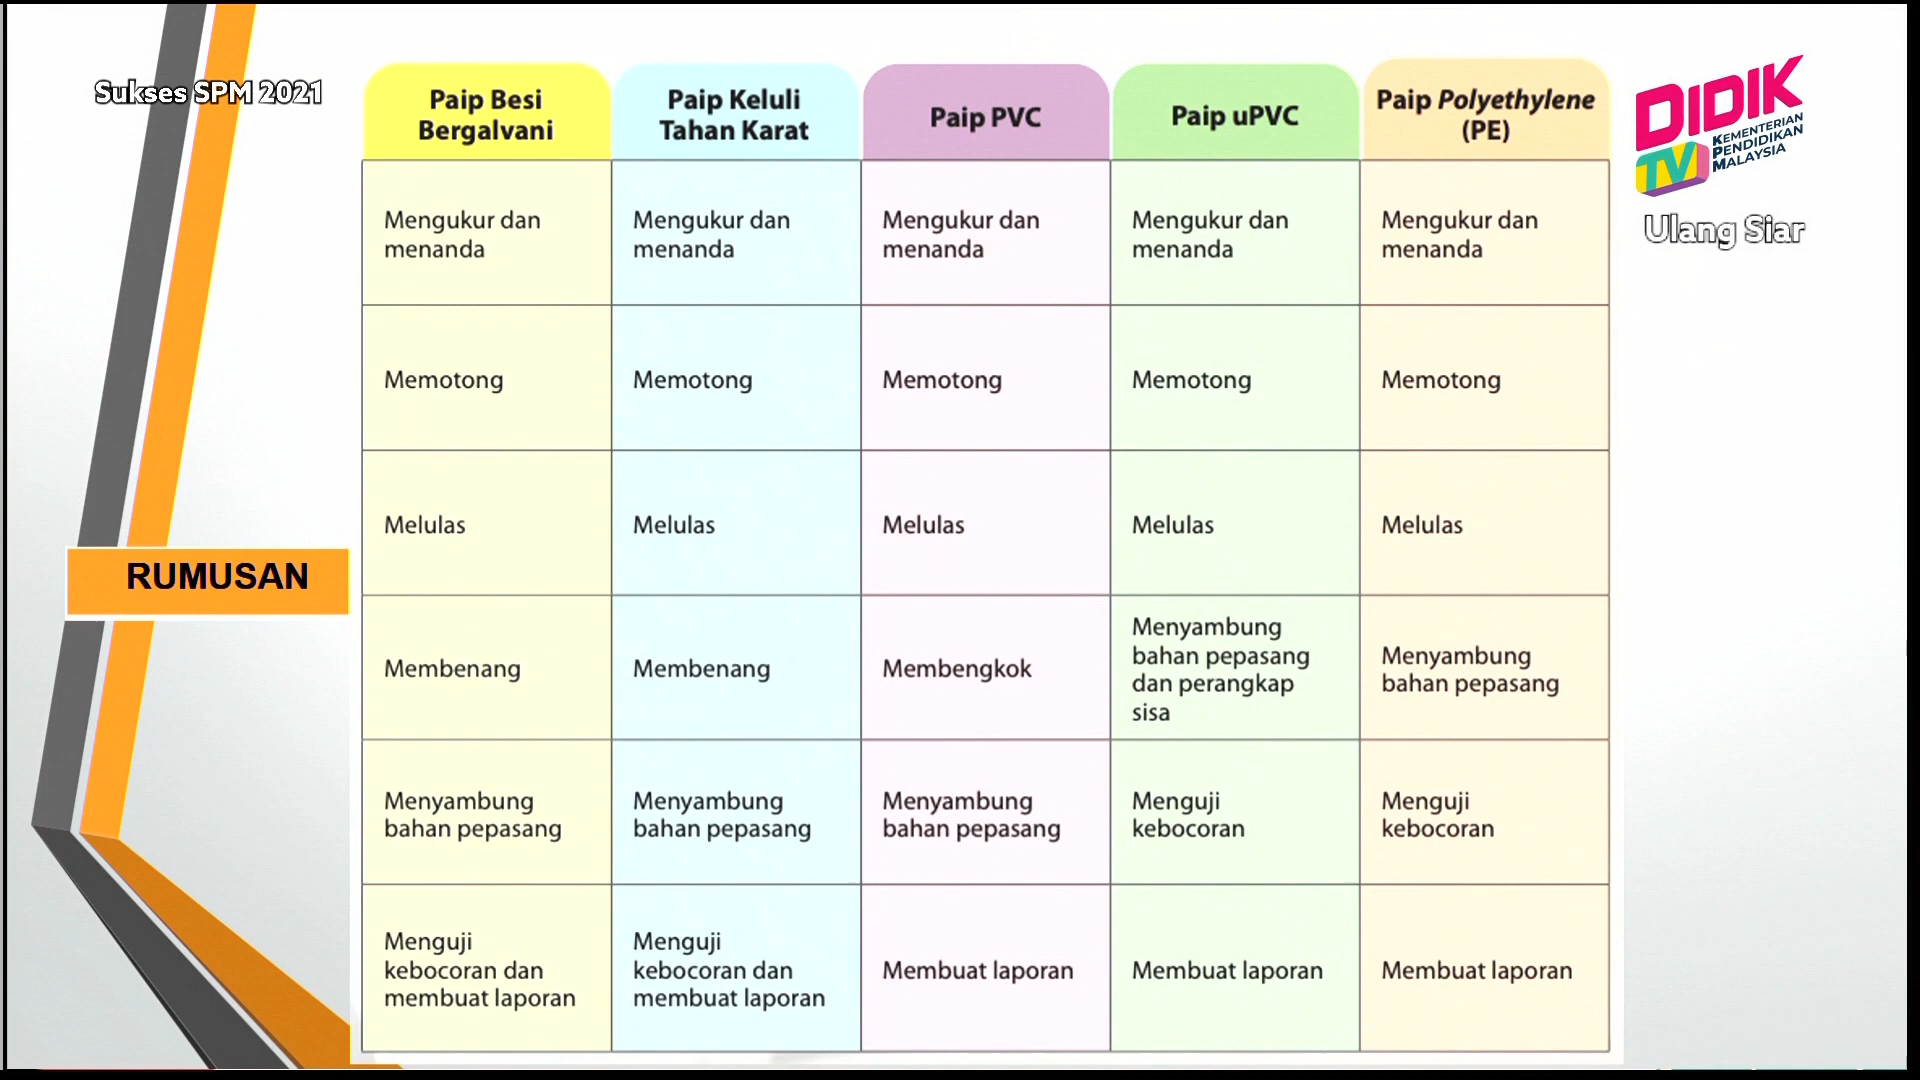 Sukses SPM 2021
DIDIK
TV
KEMENTERIAN
PENDIDIKAN
MALAYSIA
Ulang Siar
RUMUSAN
Paip Besi
Bergalvani
Paip Keluli
Tahan Karat
Paip PVC
Paip uPVC
Paip Polyethylene
(PE)
Mengukur dan
menanda
Mengukur dan
menanda
Mengukur dan
menanda
Mengukur dan
menanda
Mengukur dan
menanda
Memotong
Memotong
Memotong
Memotong
Memotong
Melulas
Melulas
Melulas
Melulas
Melulas
Membenang
Membenang
Membengkok
Menyambung
bahan pepasang
dan perangkap
sisa
Menyambung
bahan pepasang
Menyambung
bahan pepasang
Menyambung
bahan pepasang
Menyambung
bahan pepasang
Menguji
kebocoran
Menguji
kebocoran
Menguji
kebocoran dan
membuat laporan
Menguji
kebocoran dan
membuat laporan
Membuat laporan
Membuat laporan
Membuat laporan